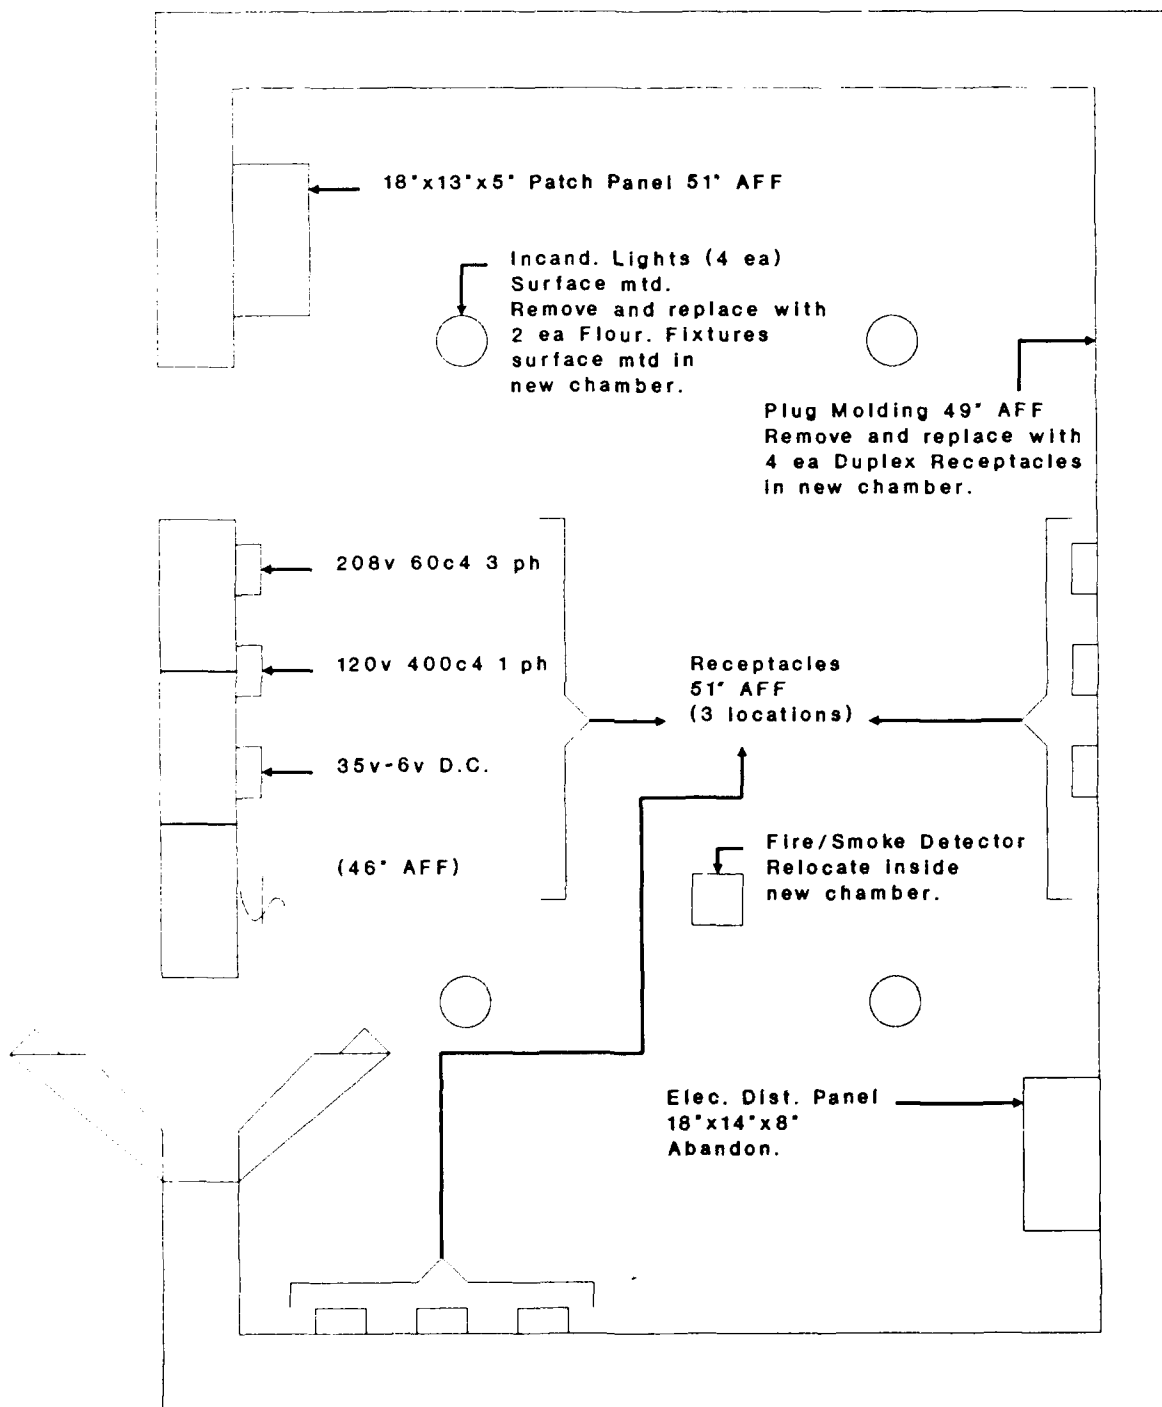 18"x13"x5" Patch Panel 51" AFF
Incand. Lights (4 ea)
Surface mtd.
Remove and replace with
2 ea Flour. Fixtures
surface mtd in
new chamber.
Plug Molding 49" AFF
Remove and replace with
4 ea Duplex Receptacles
in new chamber.
208v 60c4 3 ph
120v 400c4 1 ph
35v-6v D.C.
(46" AFF)
Receptacles
51" AFF
(3 locations)
Fire/Smoke Detector
Relocate inside
new chamber.
Elec. Dist. Panel
18"x14"x8"
Abandon.